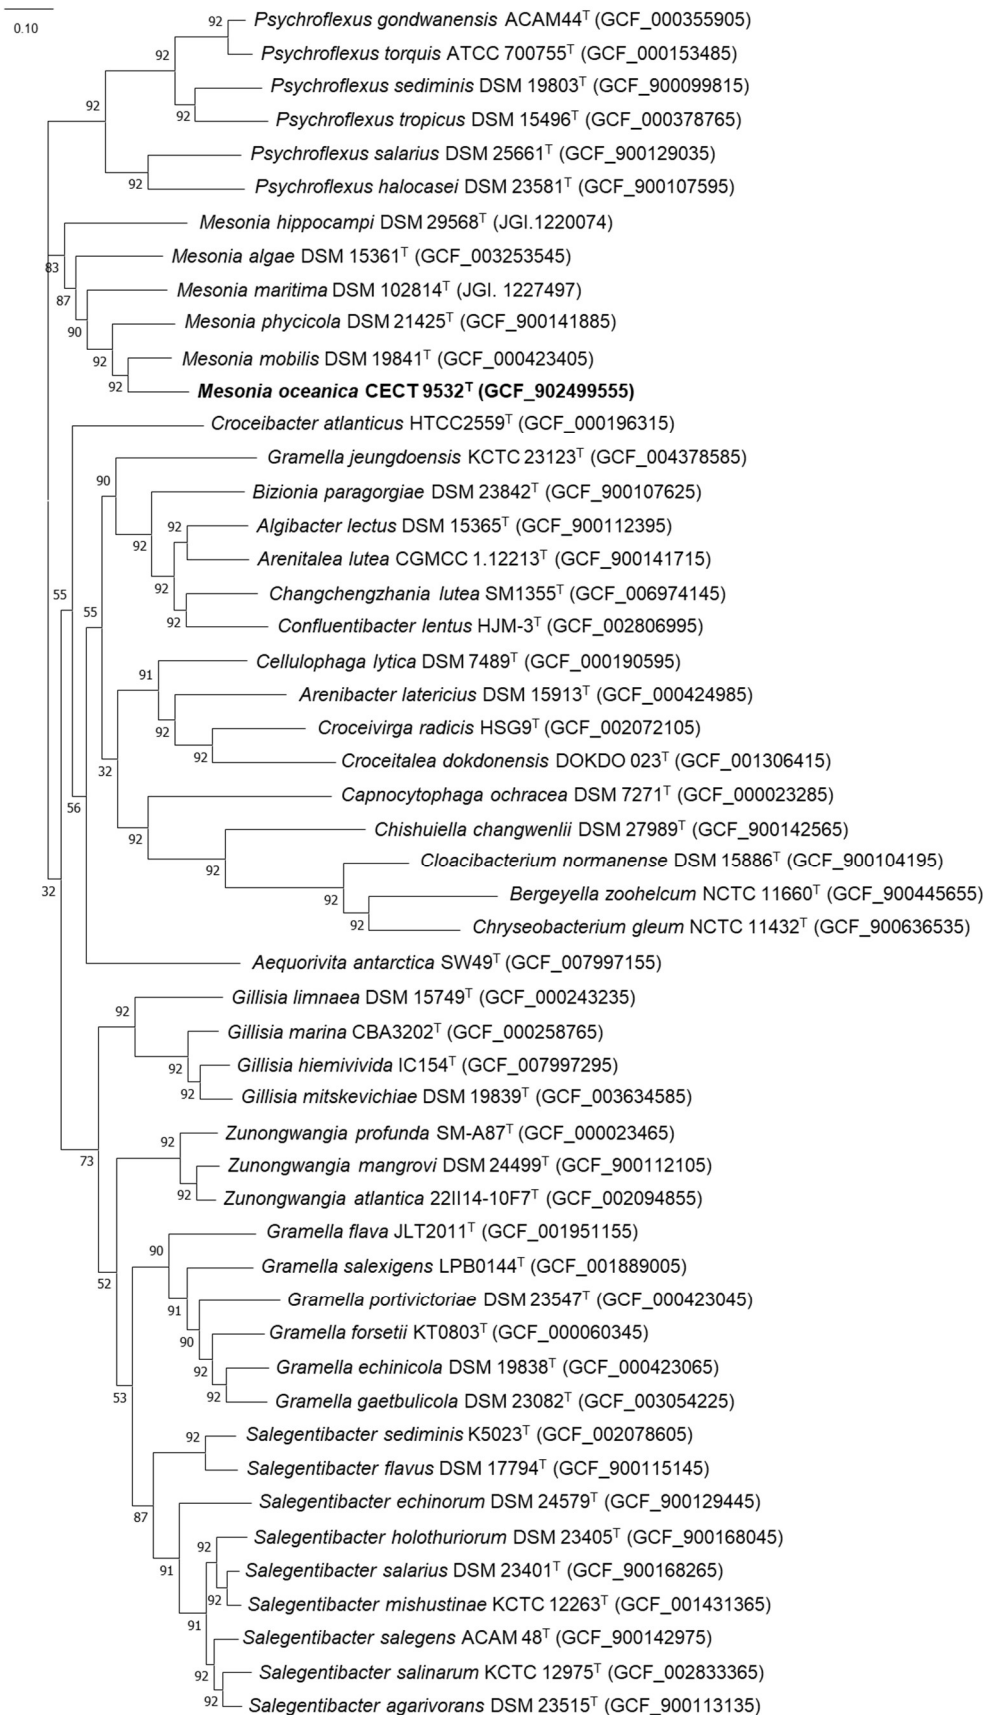 92
Psychroflexus gondwanensis ACAM44ᵀ (GCF_000355905)
0.10
92
Psychroflexus torquis ATCC 700755ᵀ (GCF_000153485)
Psychroflexus sediminis DSM 19803ᵀ (GCF_900099815)
92
92
Psychroflexus tropicus DSM 15496ᵀ (GCF_000378765)
Psychroflexus salarius DSM 25661ᵀ (GCF_900129035)
92
Psychroflexus halocasei DSM 23581ᵀ (GCF_900107595)
Mesonia hippocampi DSM 29568ᵀ (JGI.1220074)
Mesonia algae DSM 15361ᵀ (GCF_003253545)
83
Mesonia maritima DSM 102814ᵀ (JGI. 1227497)
87
Mesonia phycicola DSM 21425ᵀ (GCF_900141885)
90
Mesonia mobilis DSM 19841ᵀ (GCF_000423405)
92
92
Mesonia oceanica CECT 9532ᵀ (GCF_902499555)
Croceibacter atlanticus HTCC2559ᵀ (GCF_000196315)
Gramella jeungdoensis KCTC 23123ᵀ (GCF_004378585)
90
Bizionia paragorgiae DSM 23842ᵀ (GCF_900107625)
92
Algibacter lectus DSM 15365ᵀ (GCF_900112395)
92
Arenitalea lutea CGMCC 1.12213ᵀ (GCF_900141715)
92
Changchengzhania lutea SM1355ᵀ (GCF_006974145)
55
55
92
Confluentibacter lentus HJM-3ᵀ (GCF_002806995)
Cellulophaga lytica DSM 7489ᵀ (GCF_000190595)
91
Arenibacter latericius DSM 15913ᵀ (GCF_000424985)
92
Croceivirga radicis HSG9ᵀ (GCF_002072105)
92
32
Croceitalea dokdonensis DOKDO 023ᵀ (GCF_001306415)
Capnocytophaga ochracea DSM 7271ᵀ (GCF_000023285)
56
92
Chishuiella changwenlii DSM 27989ᵀ (GCF_900142565)
92
Cloacibacterium normanense DSM 15886ᵀ (GCF_900104195)
32
92
Bergeyella zoohelcum NCTC 11660ᵀ (GCF_900445655)
92
Chryseobacterium gleum NCTC 11432ᵀ (GCF_900636535)
Aequorivita antarctica SW49ᵀ (GCF_007997155)
Gillisia limnaea DSM 15749ᵀ (GCF_000243235)
92
Gillisia marina CBA3202ᵀ (GCF_000258765)
92
Gillisia hiemivivida IC154ᵀ (GCF_007997295)
92
Gillisia mitskevichiae DSM 19839ᵀ (GCF_003634585)
Zunongwangia profunda SM-A87ᵀ (GCF_000023465)
92
73
Zunongwangia mangrovi DSM 24499ᵀ (GCF_900112105)
92
Zunongwangia atlantica 22II14-10F7ᵀ (GCF_002094855)
Gramella flava JLT2011ᵀ (GCF_001951155)
90
Gramella salexigens LPB0144ᵀ (GCF_001889005)
52
91
Gramella portivictoriae DSM 23547ᵀ (GCF_000423045)
90
Gramella forsetii KT0803ᵀ (GCF_000060345)
92
Gramella echinicola DSM 19838ᵀ (GCF_000423065)
53
92
Gramella gaetbulicola DSM 23082ᵀ (GCF_003054225)
92
Salegentibacter sediminis K5023ᵀ (GCF_002078605)
Salegentibacter flavus DSM 17794ᵀ (GCF_900115145)
Salegentibacter echinorum DSM 24579ᵀ (GCF_900129445)
87
Salegentibacter holothuriorum DSM 23405ᵀ (GCF_900168045)
92
91
Salegentibacter salarius DSM 23401ᵀ (GCF_900168265)
92
Salegentibacter mishustinae KCTC 12263ᵀ (GCF_001431365)
91
Salegentibacter salegens ACAM 48ᵀ (GCF_900142975)
92
Salegentibacter salinarum KCTC 12975ᵀ (GCF_002833365)
92
Salegentibacter agarivorans DSM 23515ᵀ (GCF_900113135)